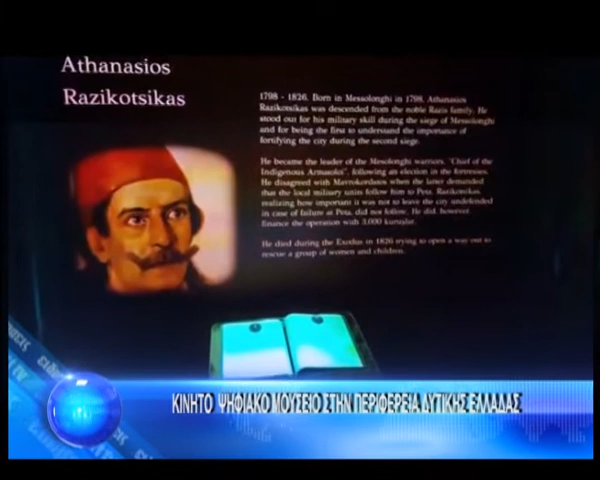 Athanasios
Razikotsikas
1798 - 1826. Born in Messolonghi in 1798, Athanasios
Razikotsikas was descended from the noble Razis family. He
stood out for his military skill during the siege of Messolonghi
and for being the first to understand the importance of
fortifying the city during the second siege.
He became the leader of the Mesolonghi warriors, "Chief of the
Indigenous Armatoloi", following an election in the fortresses.
He disagreed with Mavrokordatos when the later demanded
that the local military units follow him to Peta. Razikotsikas,
realizing how important it was not to leave the city undefended
in case of failure at Peta, did not follow. He did, however
finance the operation with 3.000
He died during the Exodus in 1826 trying to open a way out to
rescue a group of women and children.
ΚΙΝΗΤΟ ΨΗΦΙΑΚΟ ΜΟΥΣΕΙΟ ΣΤΗΝ ΠΕΡΙΦΕΡΕΙΑ ΔΥΤΙΚΗΣ ΕΛΛΑΔΑΣ